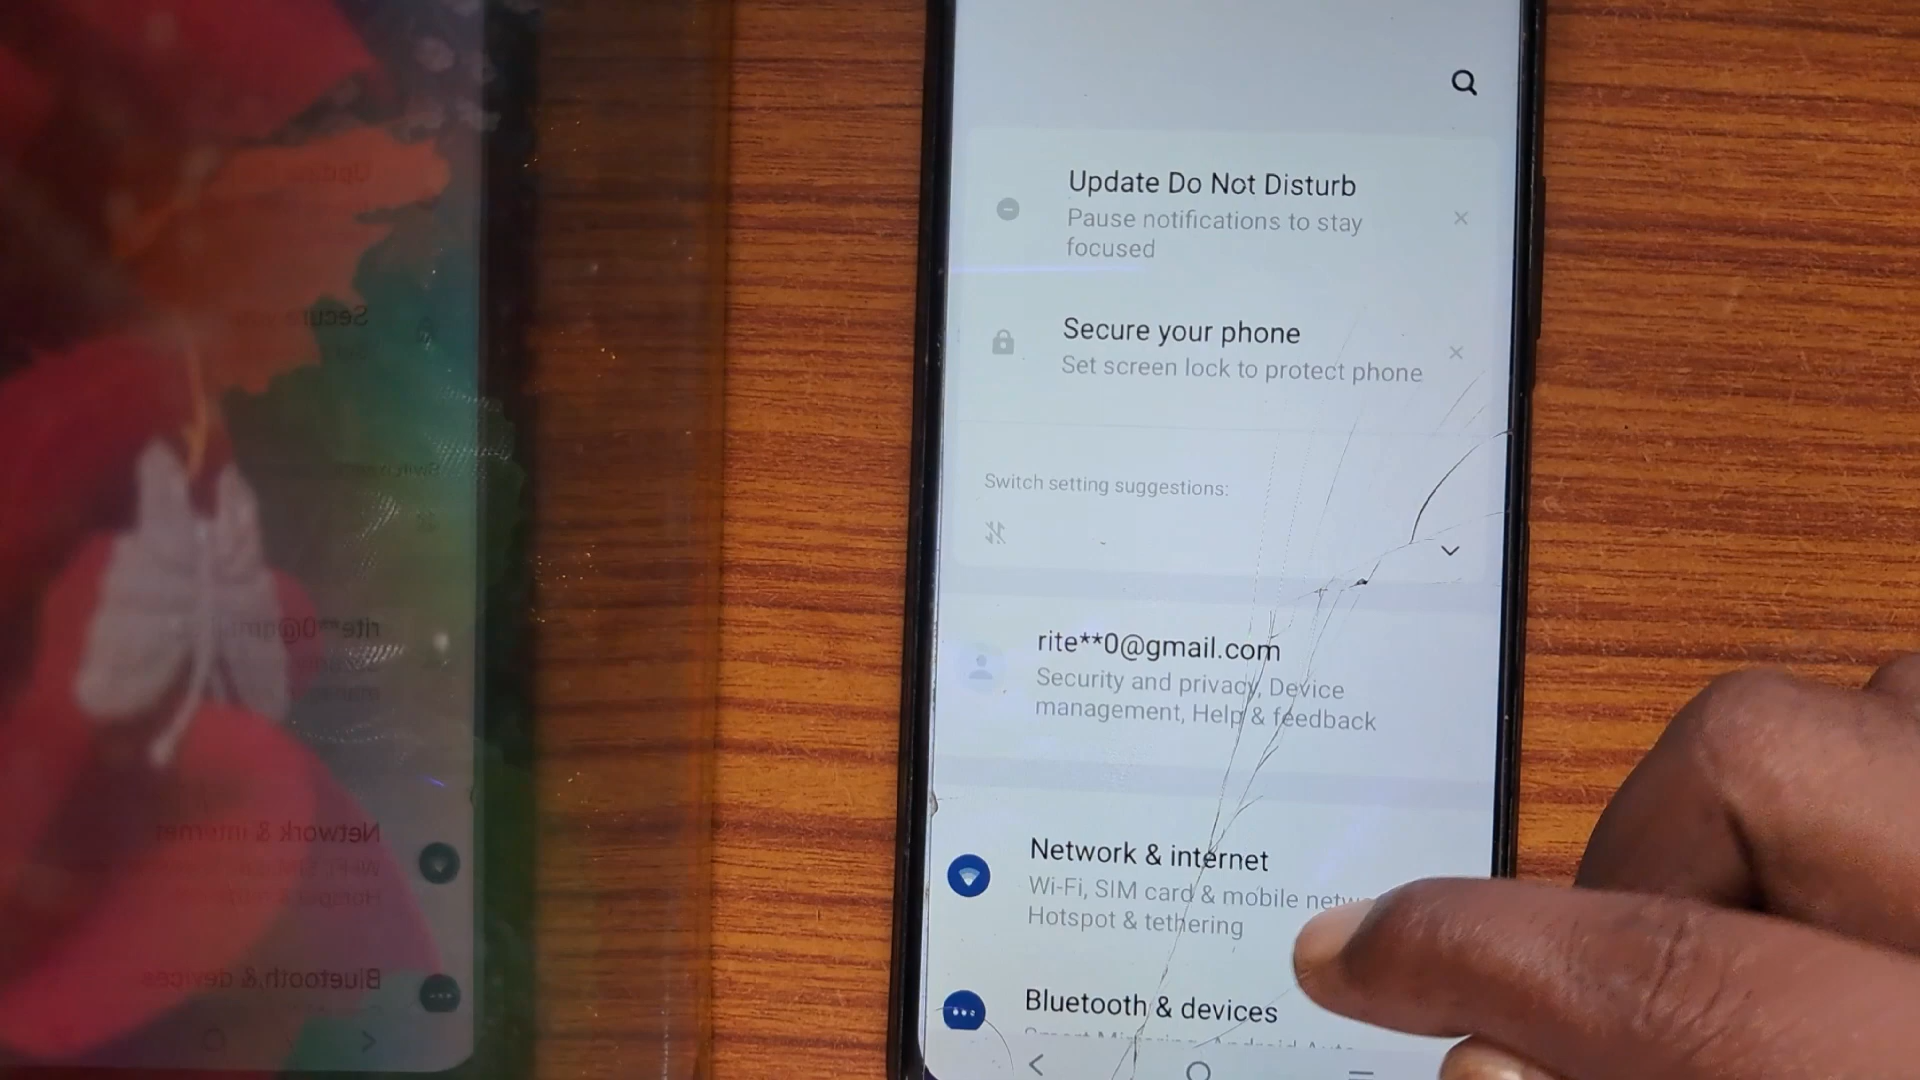 Update Do Not Disturb
Pause notifications to stay
focused
Secure your phone
Set screen lock to protect phone
Switch setting suggestions:
rite**0@gmail.com
Security and privacy, Device
management, Help & feedback
Network & internet
Wi-Fi, SIM card & mobile
Hotspot & tethering
Bluetooth & devices